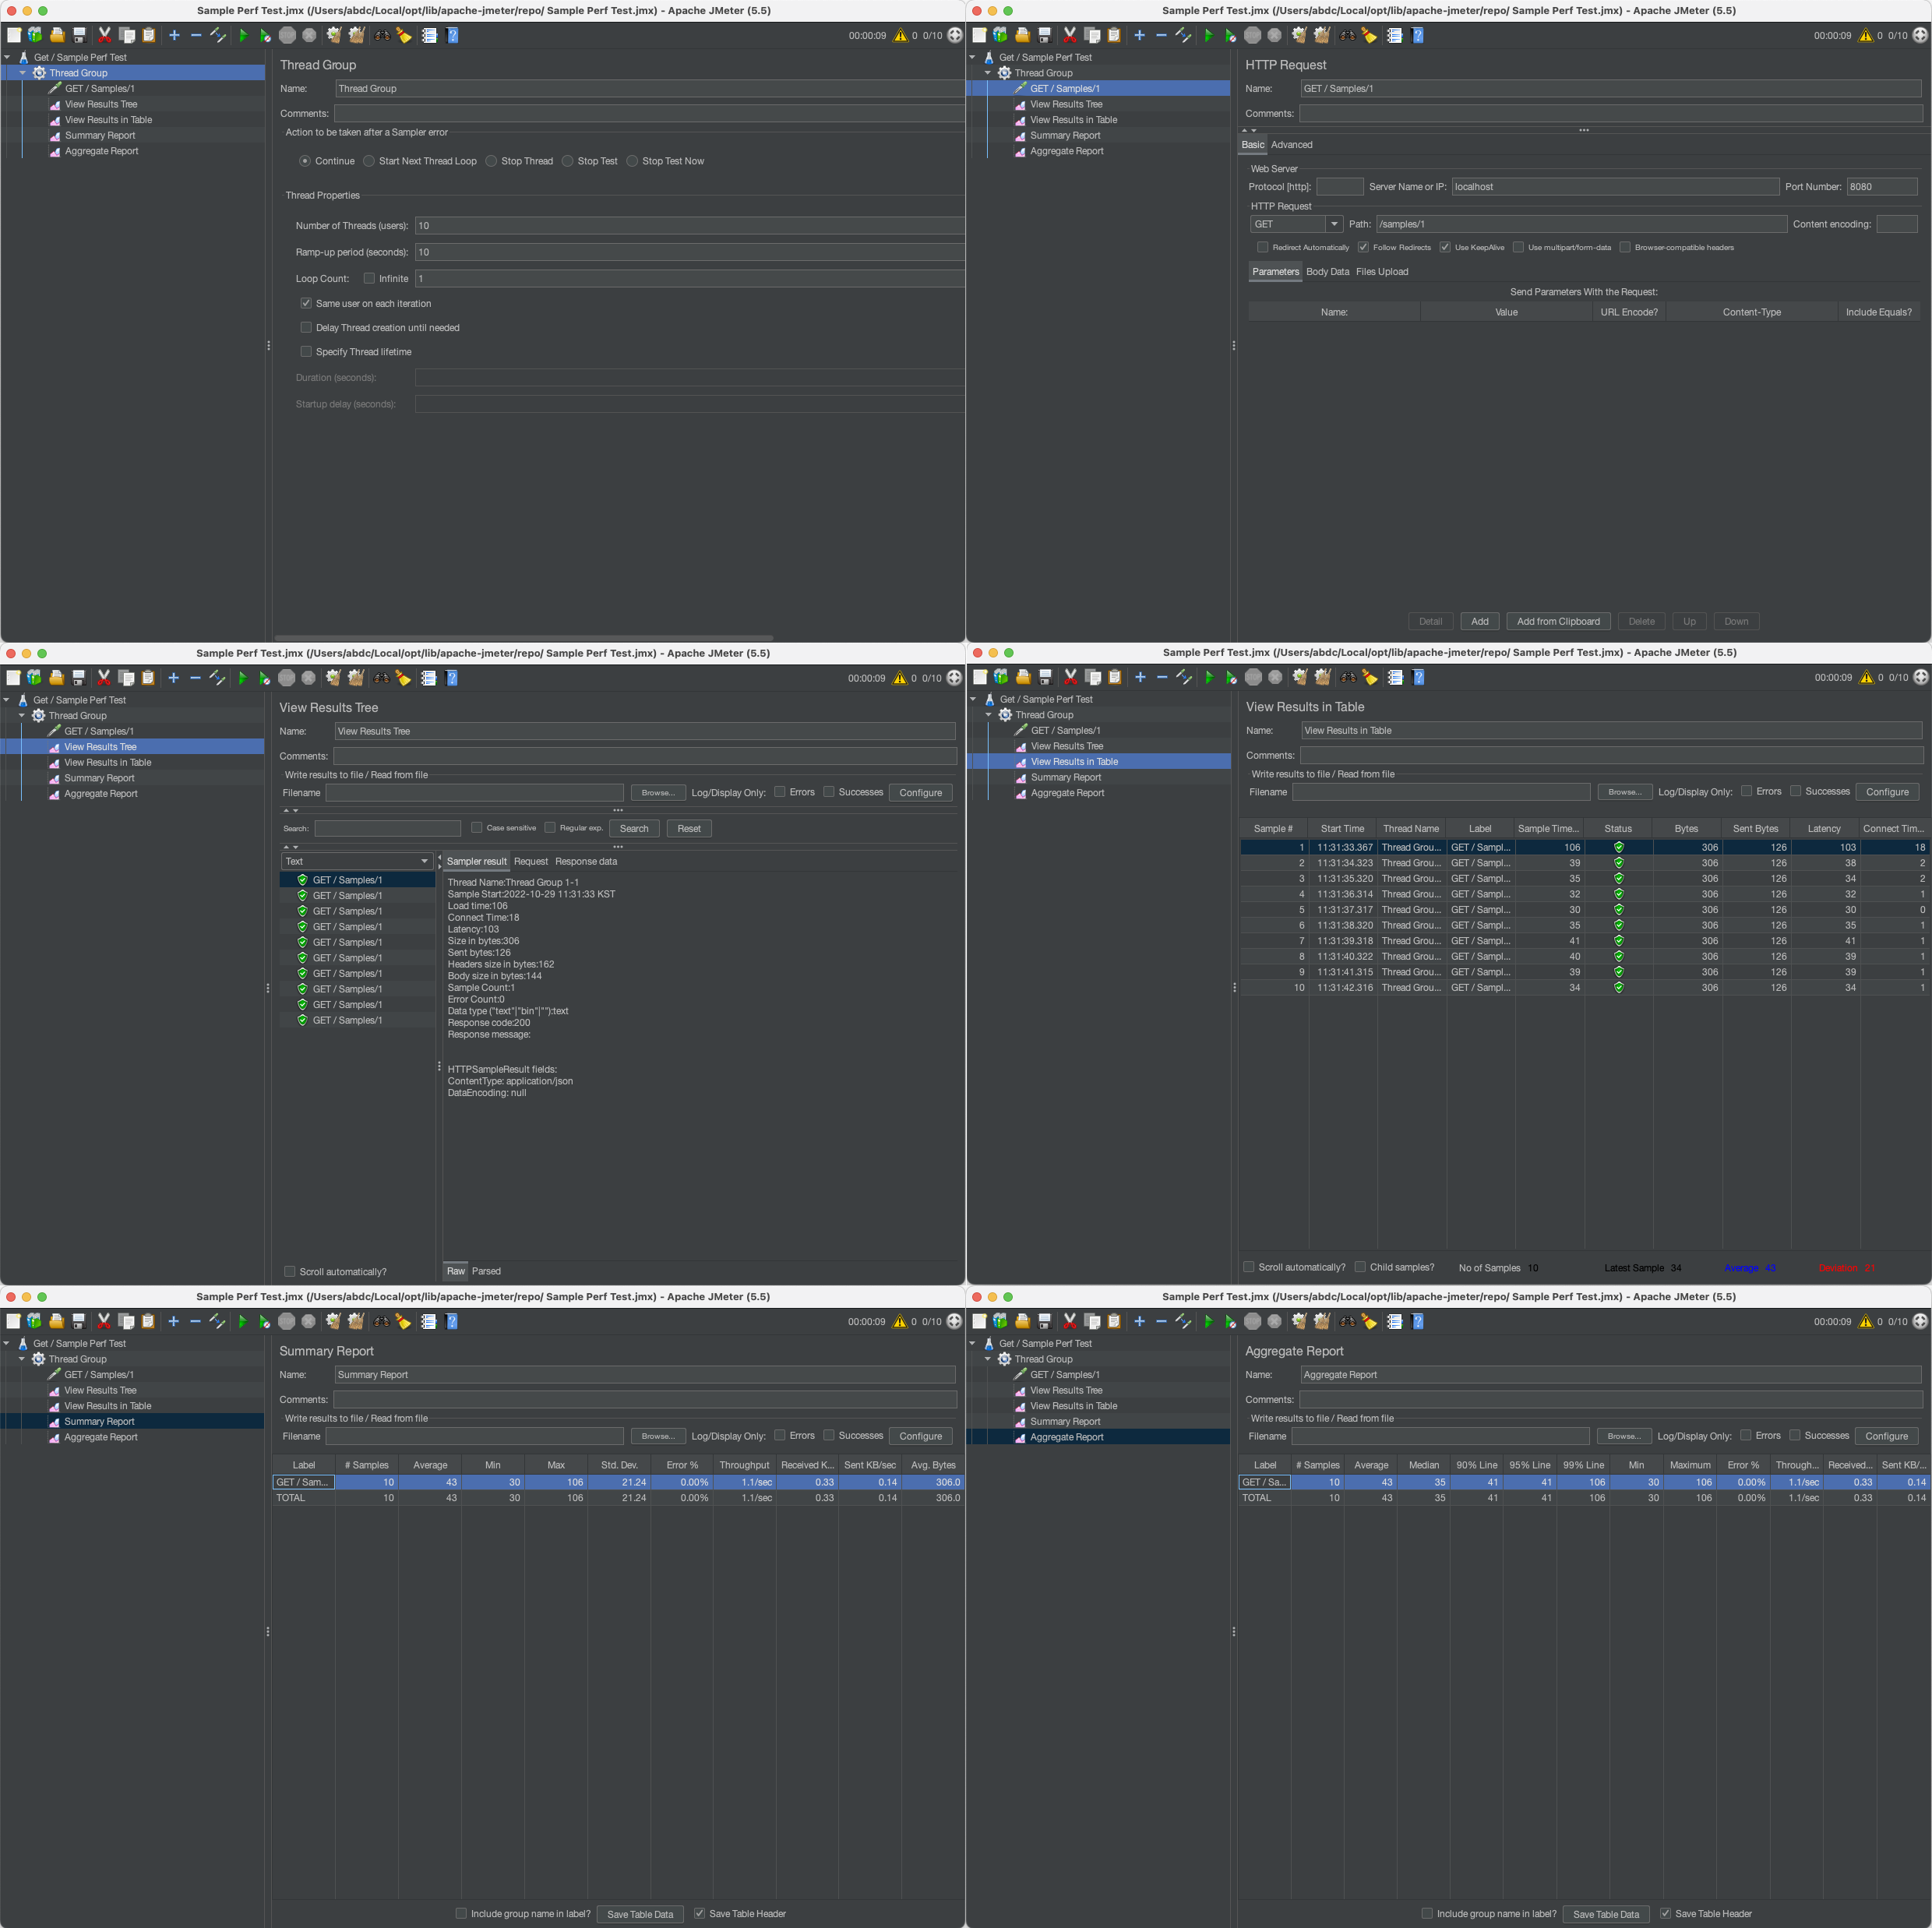 Sample Perf Test.jmx (/Users/abdc/Local/opt/lib/apache-jmeter/repo/ Sample Perf Test.jmx) - Apache JMeter (5.5)
00:00:09 0 0/10
Get / Sample Perf Test
Thread Group
GET / Samples/1
View Results Tree
View Results in Table
Summary Report
Aggregate Report
Thread Group
Name: Thread Group
Comments:
Action to be taken after a Sampler error
Continue Start Next Thread Loop Stop Thread Stop Test Stop Test Now
Thread Properties
Number of Threads (users): 10
Ramp-up period (seconds): 10
Loop Count: Infinite 1
Same user on each iteration
Delay Thread creation until needed
Specify Thread lifetime
Duration (seconds):
Startup delay (seconds):
Sample Perf Test.jmx (/Users/abdc/Local/opt/lib/apache-jmeter/repo/ Sample Perf Test.jmx) - Apache JMeter (5.5)
00:00:09 0 0/10
Get / Sample Perf Test
Thread Group
GET / Samples/1
View Results Tree
View Results in Table
Summary Report
Aggregate Report
HTTP Request
Name: GET / Samples/1
Comments:
Basic Advanced
Web Server
Protocol [http]: Server Name or IP: localhost Port Number: 8080
HTTP Request
GET Path: /samples/1 Content encoding:
Redirect Automatically Follow Redirects Use KeepAlive Use multipart/form-data Browser-compatible headers
Parameters Body Data Files Upload
Send Parameters With the Request:
Name: Value URL Encode? Content-Type Include Equals?
Detail Add Add from Clipboard Delete Up Down
Sample Perf Test.jmx (/Users/abdc/Local/opt/lib/apache-jmeter/repo/ Sample Perf Test.jmx) - Apache JMeter (5.5)
00:00:09 0 0/10
Get / Sample Perf Test
Thread Group
GET / Samples/1
View Results Tree
View Results in Table
Summary Report
Aggregate Report
View Results Tree
Name: View Results Tree
Comments:
Write results to file / Read from file
Filename Browse... Log/Display Only: Errors Successes Configure
Search: Case sensitive Regular exp. Search Reset
Text
GET / Samples/1
GET / Samples/1
GET / Samples/1
GET / Samples/1
GET / Samples/1
GET / Samples/1
GET / Samples/1
GET / Samples/1
GET / Samples/1
GET / Samples/1
Scroll automatically?
Sampler result Request Response data
Thread Name:Thread Group 1-1
Sample Start:2022-10-29 11:31:33 KST
Load time:106
Connect Time:18
Latency:103
Size in bytes:306
Sent bytes:126
Headers size in bytes:162
Body size in bytes:144
Sample Count:1
Error Count:0
Data type ("text"|"bin"|""):text
Response code:200
Response message:
HTTPSampleResult fields:
ContentType: application/json
DataEncoding: null
Raw Parsed
Sample Perf Test.jmx (/Users/abdc/Local/opt/lib/apache-jmeter/repo/ Sample Perf Test.jmx) - Apache JMeter (5.5)
00:00:09 0 0/10
Get / Sample Perf Test
Thread Group
GET / Samples/1
View Results Tree
View Results in Table
Summary Report
Aggregate Report
View Results in Table
Name: View Results in Table
Comments:
Write results to file / Read from file
Filename Browse... Log/Display Only: Errors Successes Configure
Sample # Start Time Thread Name Label Sample Time... Status Bytes Sent Bytes Latency Connect Tim...
1 11:31:33.367 Thread Grou... GET / Sampl... 106 306 126 103 18
2 11:31:34.323 Thread Grou... GET / Sampl... 39 306 126 38 2
3 11:31:35.320 Thread Grou... GET / Sampl... 35 306 126 34 2
4 11:31:36.314 Thread Grou... GET / Sampl... 32 306 126 32 1
5 11:31:37.317 Thread Grou... GET / Sampl... 30 306 126 30 0
6 11:31:38.320 Thread Grou... GET / Sampl... 35 306 126 35 1
7 11:31:39.318 Thread Grou... GET / Sampl... 41 306 126 41 1
8 11:31:40.322 Thread Grou... GET / Sampl... 40 306 126 39 1
9 11:31:41.315 Thread Grou... GET / Sampl... 39 306 126 39 1
10 11:31:42.316 Thread Grou... GET / Sampl... 34 306 126 34 1
Scroll automatically? Child samples? No of Samples 10 Latest Sample 34 Average 43 Deviation 21
Sample Perf Test.jmx (/Users/abdc/Local/opt/lib/apache-jmeter/repo/ Sample Perf Test.jmx) - Apache JMeter (5.5)
00:00:09 0 0/10
Get / Sample Perf Test
Thread Group
GET / Samples/1
View Results Tree
View Results in Table
Summary Report
Aggregate Report
Summary Report
Name: Summary Report
Comments:
Write results to file / Read from file
Filename Browse... Log/Display Only: Errors Successes Configure
Label # Samples Average Min Max Std. Dev. Error % Throughput Received K... Sent KB/sec Avg. Bytes
GET / Sam... 10 43 30 106 21.24 0.00% 1.1/sec 0.33 0.14 306.0
TOTAL 10 43 30 106 21.24 0.00% 1.1/sec 0.33 0.14 306.0
Include group name in label? Save Table Data Save Table Header
Sample Perf Test.jmx (/Users/abdc/Local/opt/lib/apache-jmeter/repo/ Sample Perf Test.jmx) - Apache JMeter (5.5)
00:00:09 0 0/10
Get / Sample Perf Test
Thread Group
GET / Samples/1
View Results Tree
View Results in Table
Summary Report
Aggregate Report
Aggregate Report
Name: Aggregate Report
Comments:
Write results to file / Read from file
Filename Browse... Log/Display Only: Errors Successes Configure
Label # Samples Average Median 90% Line 95% Line 99% Line Min Maximum Error % Through... Received... Sent KB/...
GET / Sa... 10 43 35 41 41 106 30 106 0.00% 1.1/sec 0.33 0.14
TOTAL 10 43 35 41 41 106 30 106 0.00% 1.1/sec 0.33 0.14
Include group name in label? Save Table Data Save Table Header